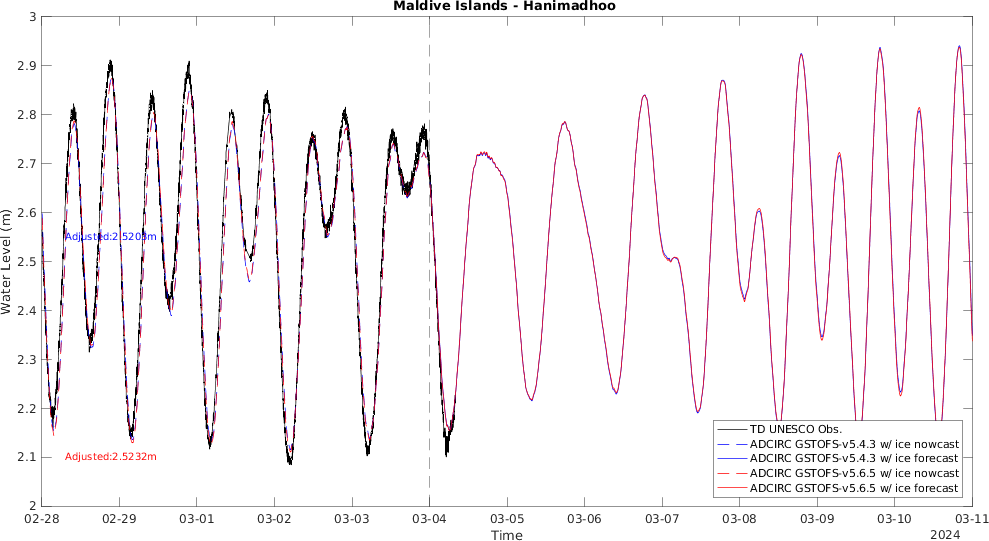 Maldive Islands - Hanimadhoo
Water Level (m)
3
2.9
2.8
2.7
2.6
2.5
2.4
2.3
2.2
2.1
2
Adjusted:2.5203m
Adjusted:2.5232m
TD UNESCO Obs.
ADCIRC GSTOFS-v5.4.3 w/ ice nowcast
ADCIRC GSTOFS-v5.4.3 w/ ice forecast
ADCIRC GSTOFS-v5.6.5 w/ ice nowcast
ADCIRC GSTOFS-v5.6.5 w/ ice forecast
02-28 02-29 03-01 03-02 03-03 03-04 03-05 03-06 03-07 03-08 03-09 03-10 03-11
Time
2024